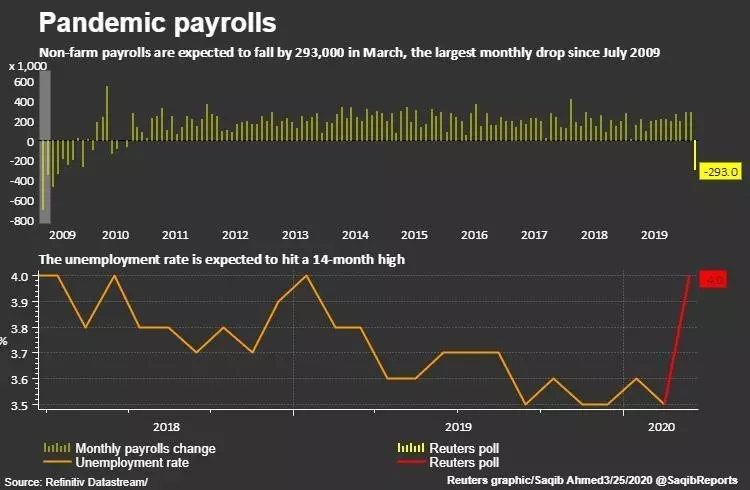 Pandemic payrolls
Non-farm payrolls are expected to fall by 293,000 in March, the largest monthly drop since July 2009
x 1,000
600
400
200
0
-200
-400
-600
-800
-293.0
2009 2010 2011 2012 2013 2014 2015 2016 2017 2018 2019
The unemployment rate is expected to hit a 14-month high
4.0
3.9
3.8
3.7
%
3.6
3.5
4.0
2018 2019 2020
Monthly payrolls change Reuters poll
Unemployment rate Reuters poll
Source: Refinitiv Datastream/ Reuters graphic/Saqib Ahmed3/25/2020 @SaqibReports